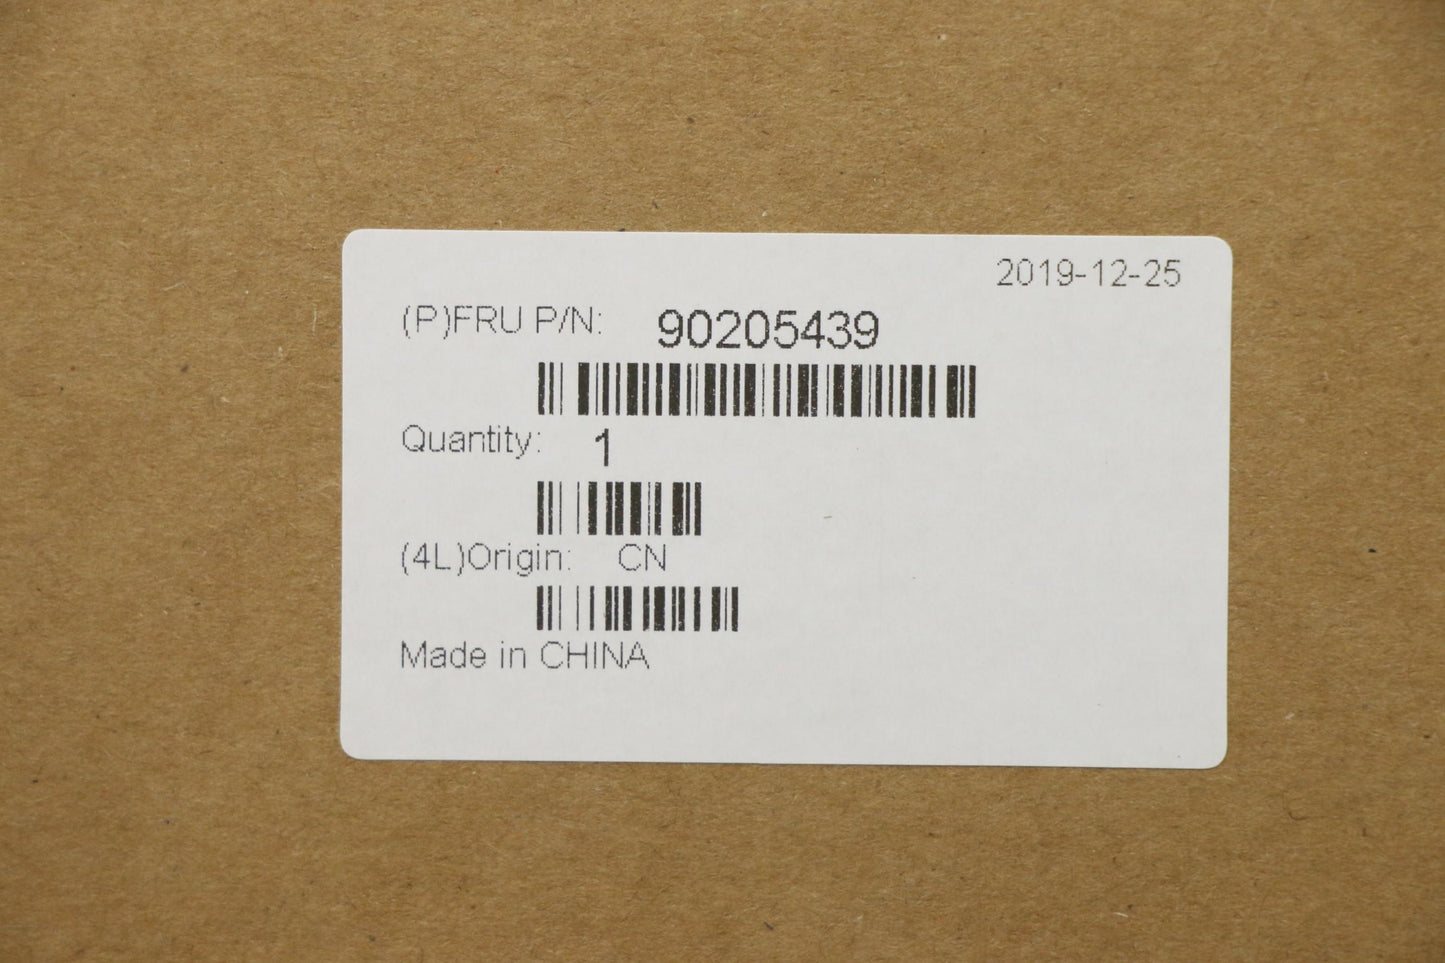 2019-12-25
(P)FRU P/N: 90205439
Quantity: 1
(4L)Origin: CN
Made in CHINA